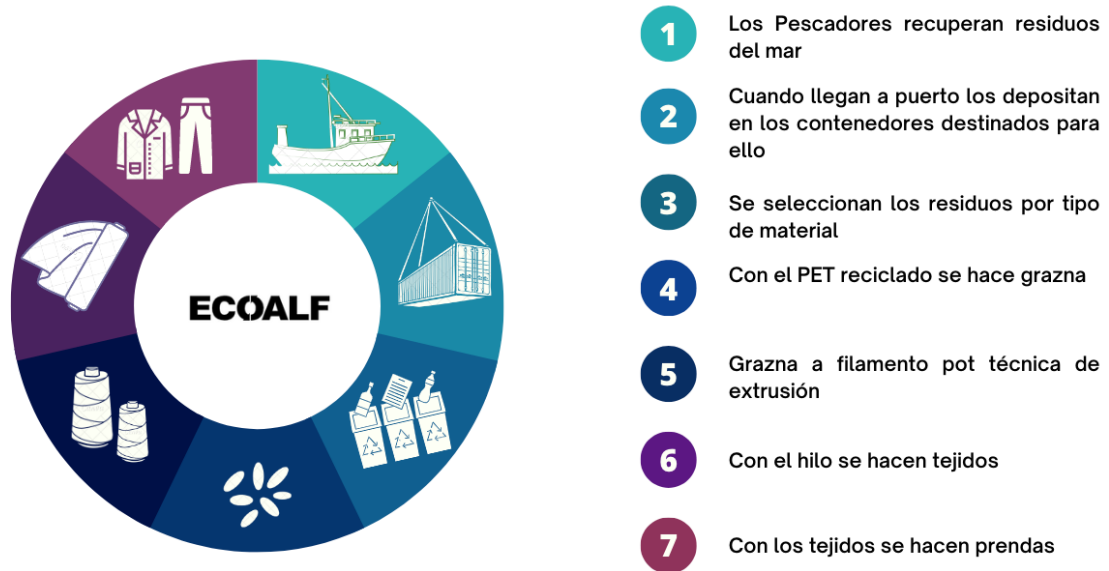 ECOALF
1
Los Pescadores recuperan residuos
del mar
2
Cuando llegan a puerto los depositan
en los contenedores destinados para
ello
3
Se seleccionan los residuos por tipo
de material
4
Con el PET reciclado se hace grazna
5
Grazna a filamento pot técnica de
extrusión
6
Con el hilo se hacen tejidos
7
Con los tejidos se hacen prendas